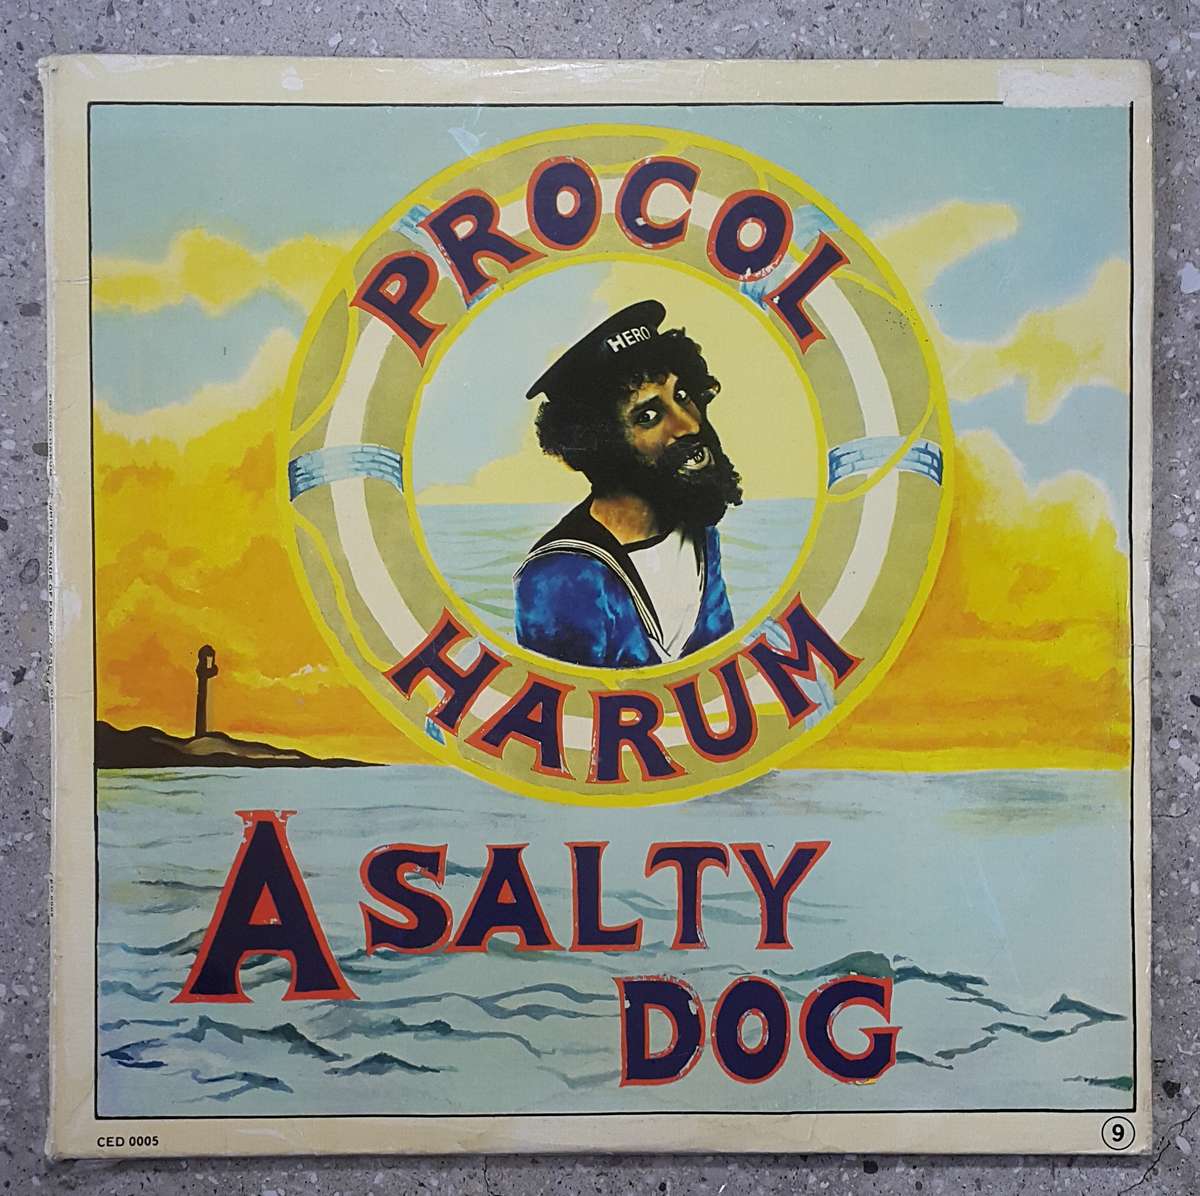 PROCOL
HERO
HARUM
A SALTY
DOG
CED 0005
9